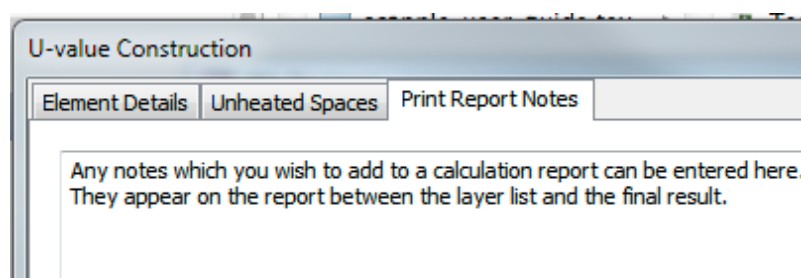 U-value Construction
Element Details Unheated Spaces Print Report Notes
Any notes which you wish to add to a calculation report can be entered here.
They appear on the report between the layer list and the final result.